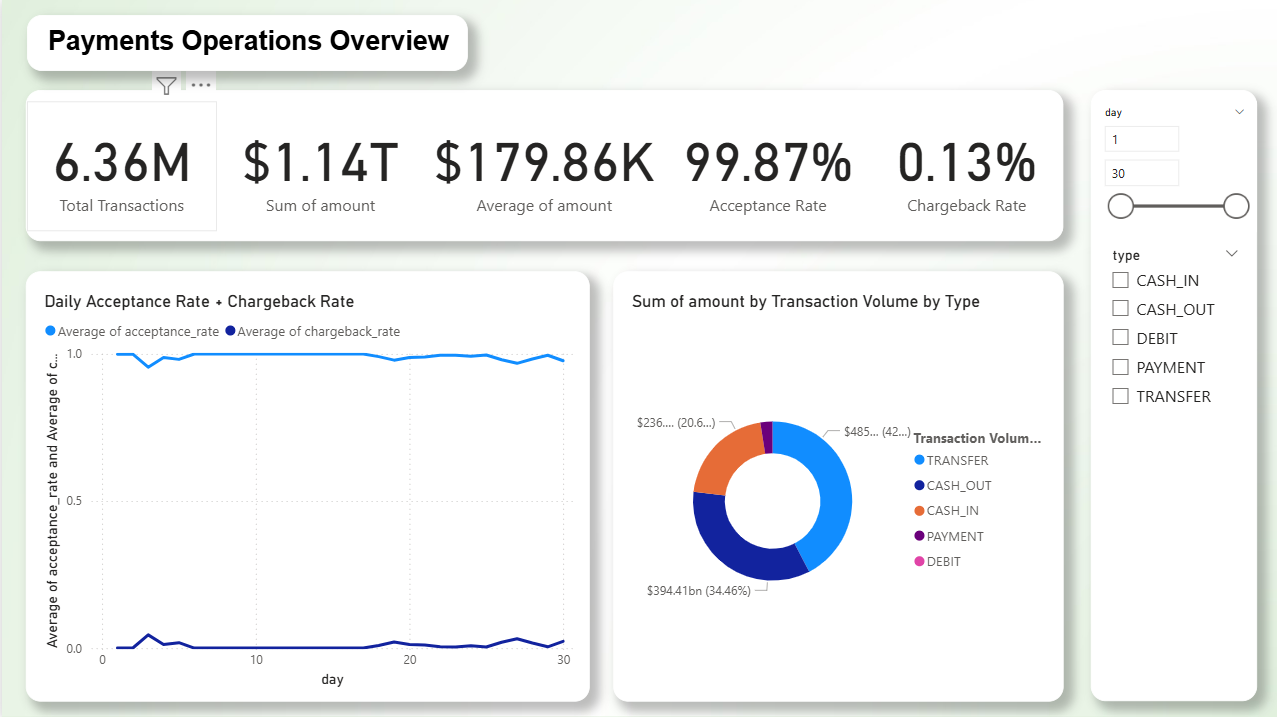 Payments Operations Overview
6.36M
Total Transactions
$1.14T
Sum of amount
$179.86K
Average of amount
99.87%
Acceptance Rate
0.13%
Chargeback Rate
day
1
30
type
CASH_IN
CASH_OUT
DEBIT
PAYMENT
TRANSFER
Daily Acceptance Rate + Chargeback Rate
Average of acceptance_rate
Average of chargeback_rate
Average of acceptance_rate and Average of c...
1.0
0.5
0.0
0
10
20
30
day
Sum of amount by Transaction Volume by Type
$236.... (20.6...)
$485... (42...)
$394.41bn (34.46%)
Transaction Volum...
TRANSFER
CASH_OUT
CASH_IN
PAYMENT
DEBIT